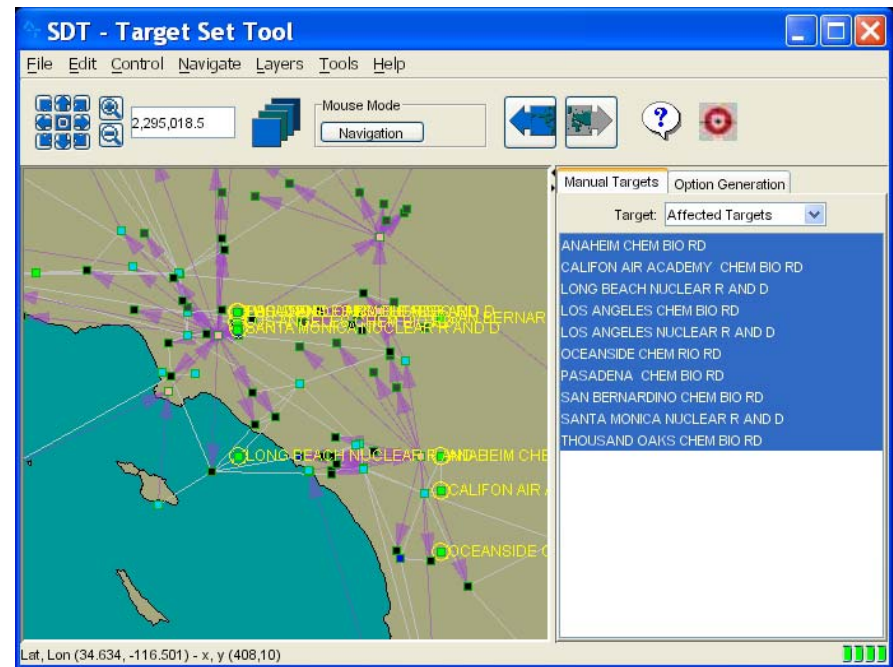 SDT - Target Set Tool
File Edit Control Navigate Layers Tools Help
2,295,018.5
Mouse Mode
Navigation
Manual Targets Option Generation
Target: Affected Targets
ANAHEIM CHEM BIO RD
CALIFON AIR ACADEMY CHEM BIO RD
LONG BEACH NUCLEAR R AND D
LOS ANGELES CHEM BIO RD
LOS ANGELES NUCLEAR R AND D
OCEANSIDE CHEM RIO RD
PASADENA CHEM BIO RD
SAN BERNARDINO CHEM BIO RD
SANTA MONICA NUCLEAR R AND D
THOUSAND OAKS CHEM BIO RD
SAN BERNAR
SANTA MONICA NUCLEAR R AND D
LONG BEACH NUCLEAR R AND D
ANAHEIM CHE
CALIFON AIR A
OCEANSIDE C
Lat, Lon (34.634, -116.501) - x, y (408,10)